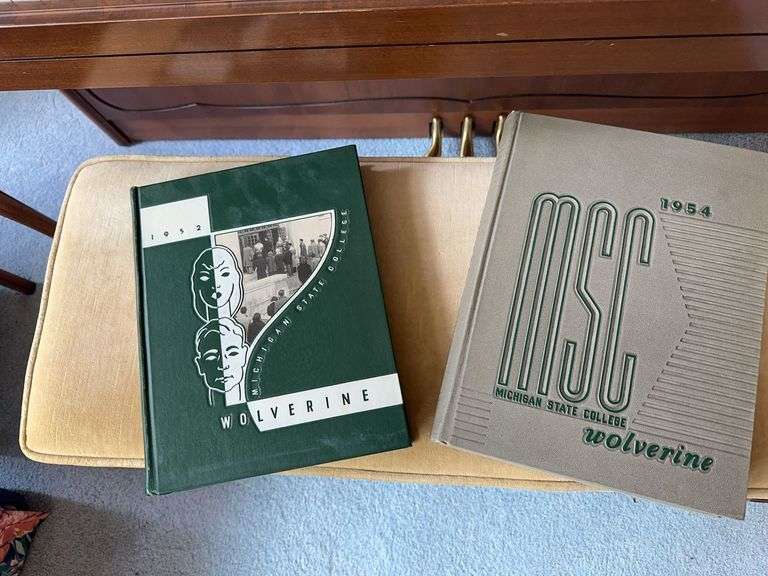 1952
MICHIGAN STATE COLLEGE
WOLVERINE
1954
MSC
MICHIGAN STATE COLLEGE
wolverine